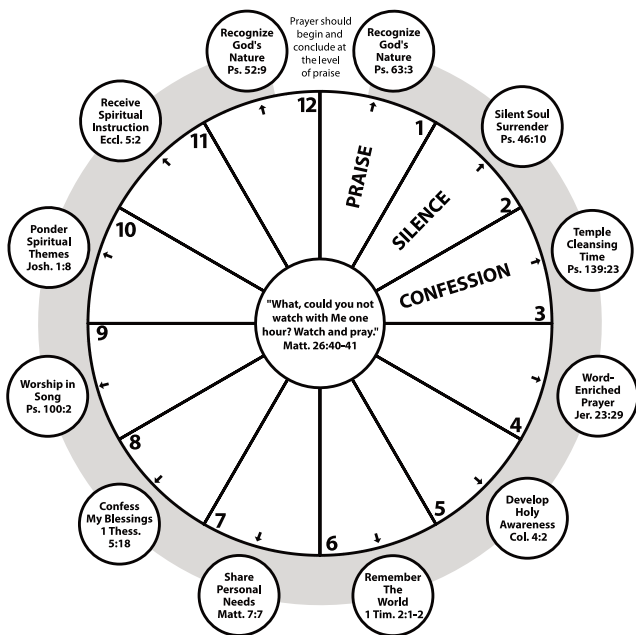 Prayer should
begin and
conclude at
the level
of praise
Recognize
God's
Nature
Ps. 63:3
Silent Soul
Surrender
Ps. 46:10
Temple
Cleansing
Time
Ps. 139:23
Word-
Enriched
Prayer
Jer. 23:29
Develop
Holy
Awareness
Col. 4:2
Remember
The
World
1 Tim. 2:1-2
Share
Personal
Needs
Matt. 7:7
Confess
My Blessings
1 Thess.
5:18
Worship in
Song
Ps. 100:2
Ponder
Spiritual
Themes
Josh. 1:8
Receive
Spiritual
Instruction
Eccl. 5:2
Recognize
God's
Nature
Ps. 52:9
12
1
2
3
4
5
6
7
8
9
10
11
PRAISE
SILENCE
CONFESSION
"What, could you not
watch with Me one
hour? Watch and pray."
Matt. 26:40-41